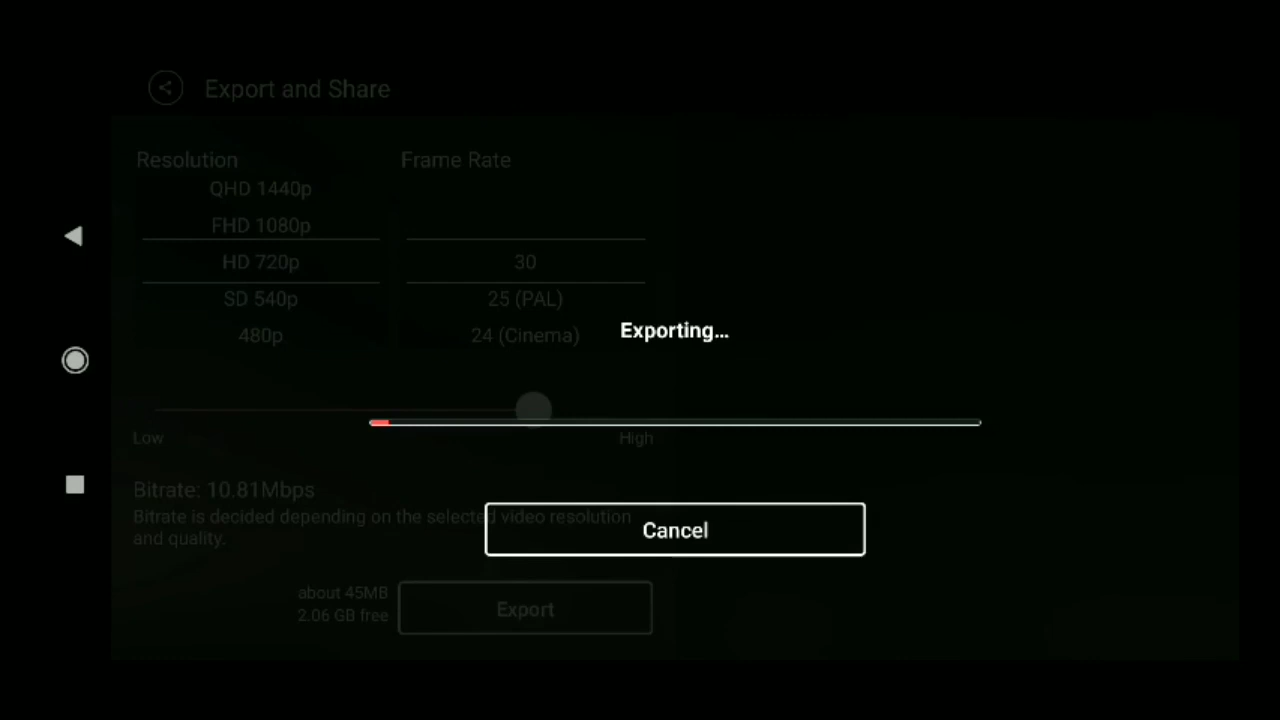 Export and Share
Resolution
Frame Rate
QHD 1440p
FHD 1080p
HD 720p
30
SD 540p
25 (PAL)
480p
24 (Cinema)
Exporting...
Low
High
Bitrate: 10.81Mbps
Bitrate is decided depending on the selected video resolution
and quality.
Cancel
about 45MB
2.06 GB free
Export